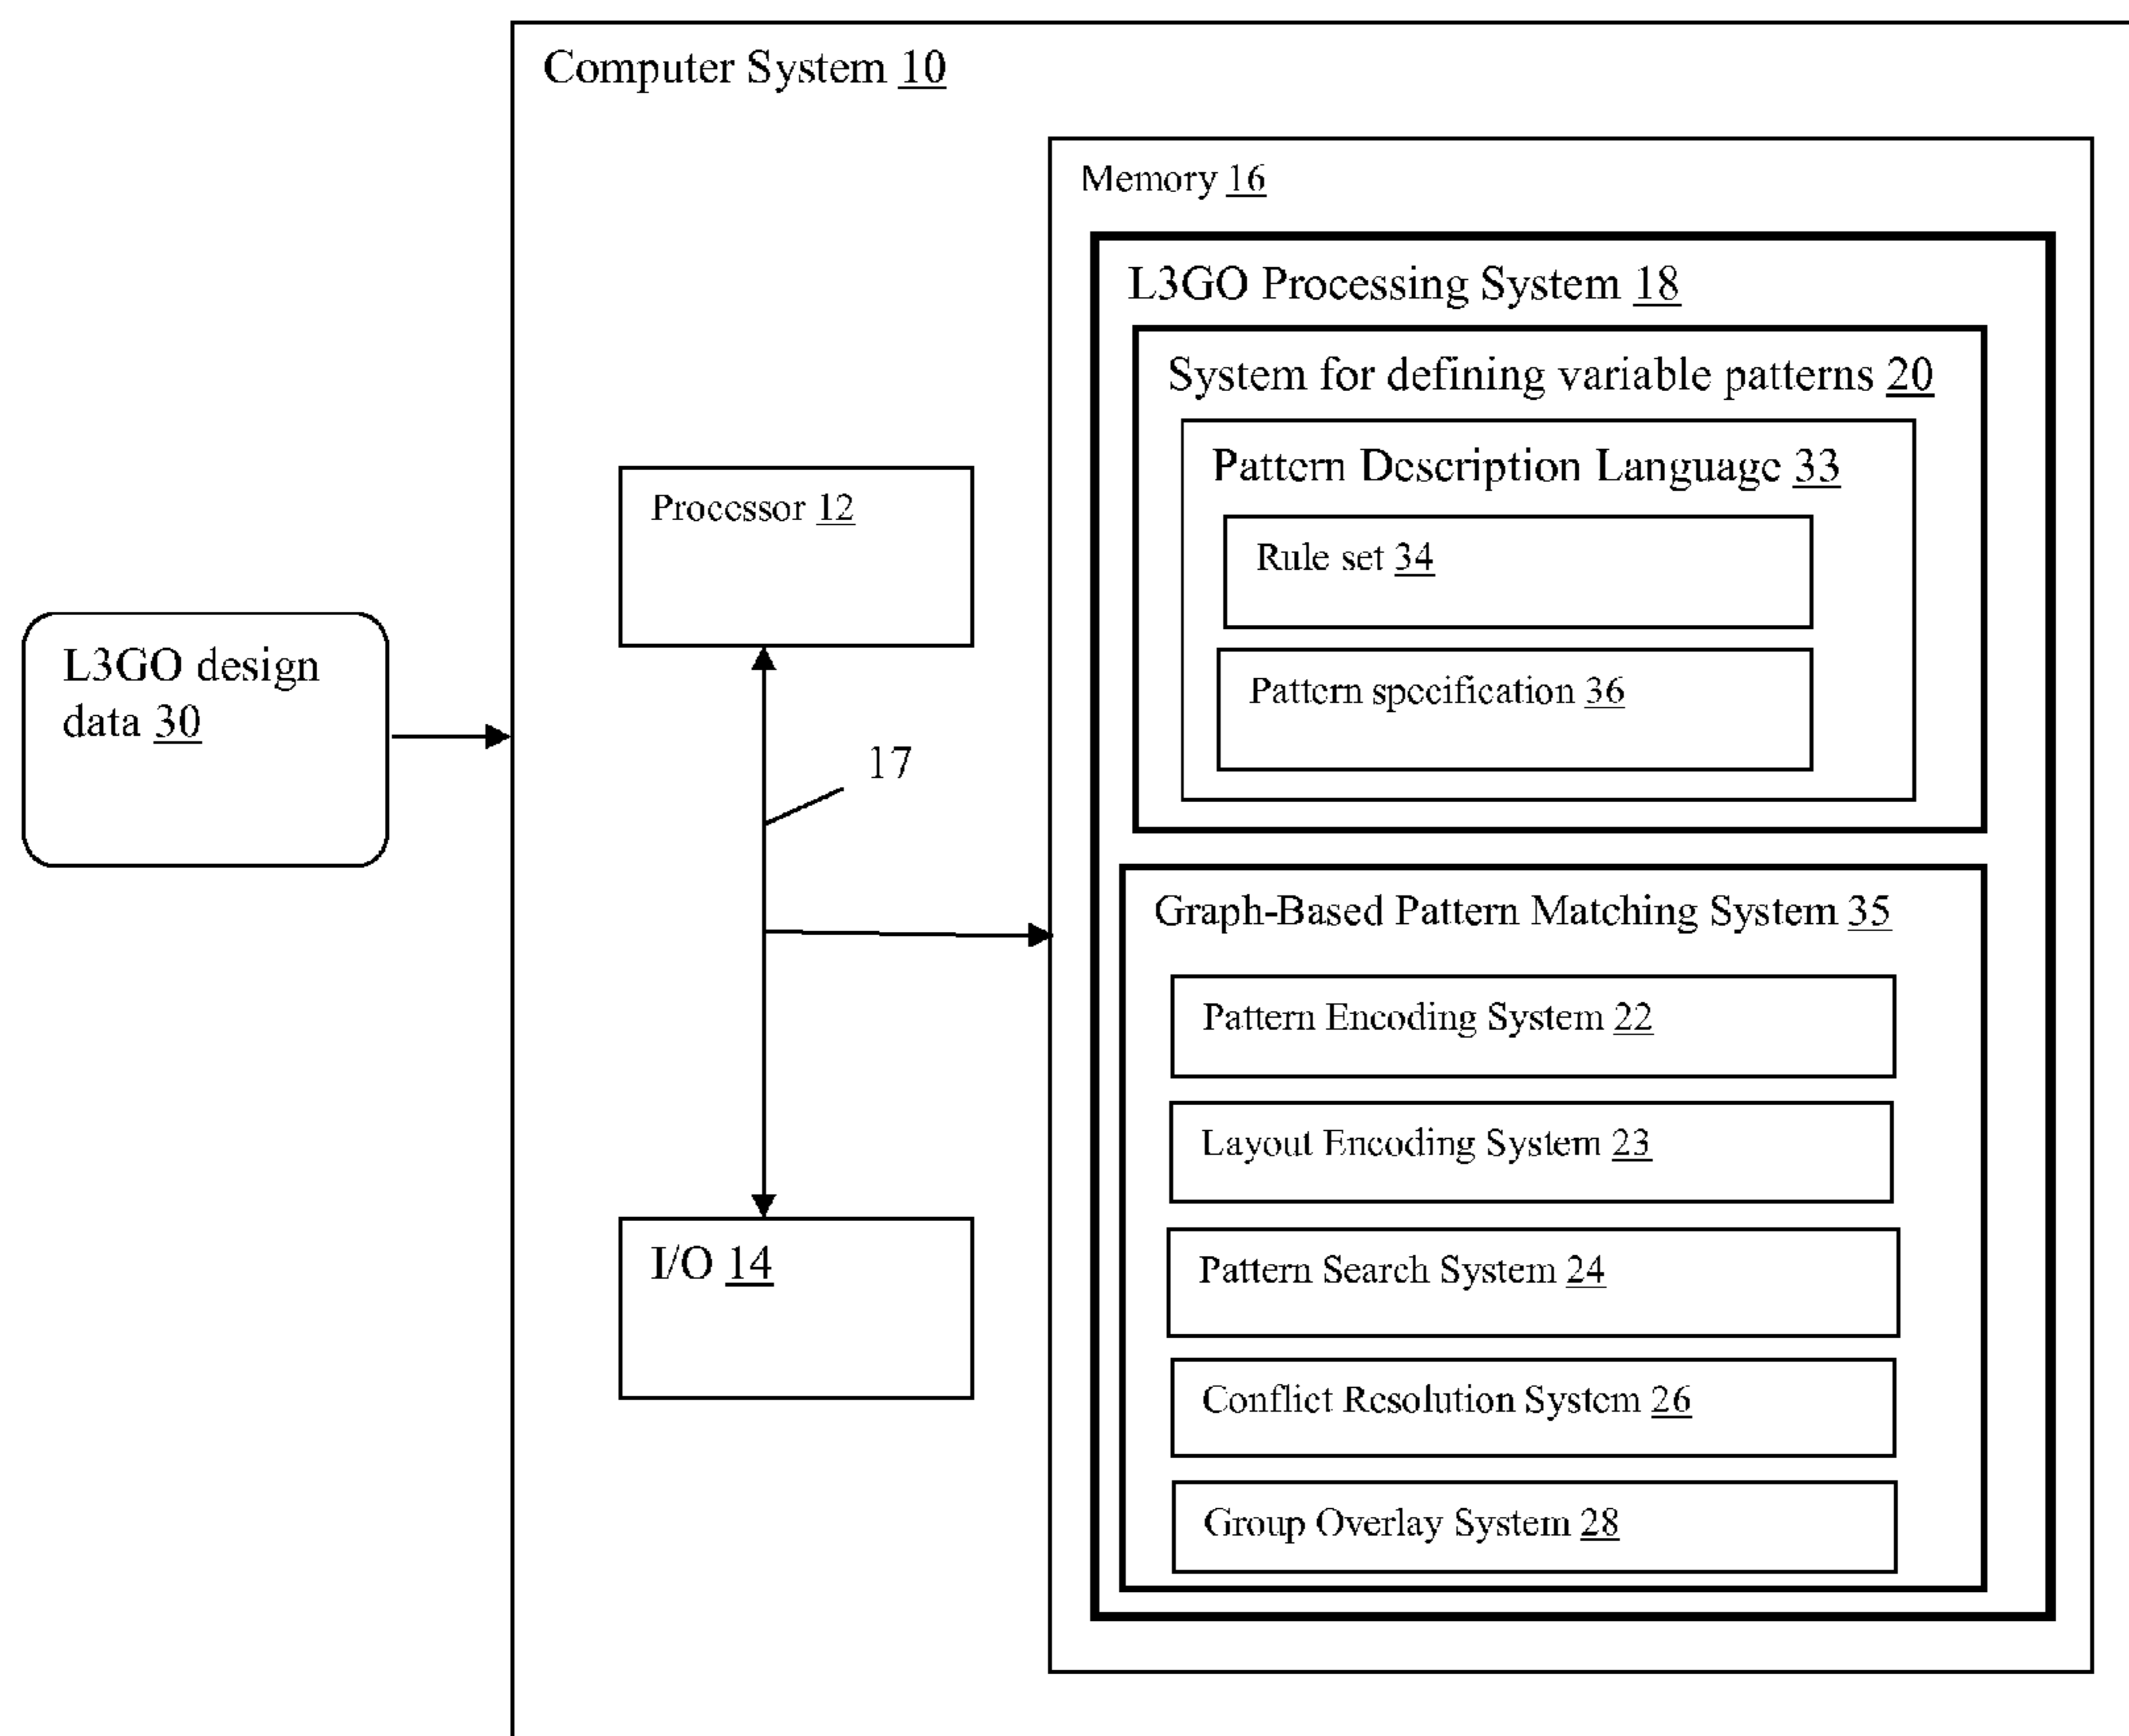 Computer System 10
Memory 16
L3GO Processing System 18
System for defining variable patterns 20
Pattern Description Language 33
Rule set 34
Pattern specification 36
Processor 12
L3GO design
data 30
17
Graph-Based Pattern Matching System 35
Pattern Encoding System 22
Layout Encoding System 23
Pattern Search System 24
Conflict Resolution System 26
Group Overlay System 28
I/O 14